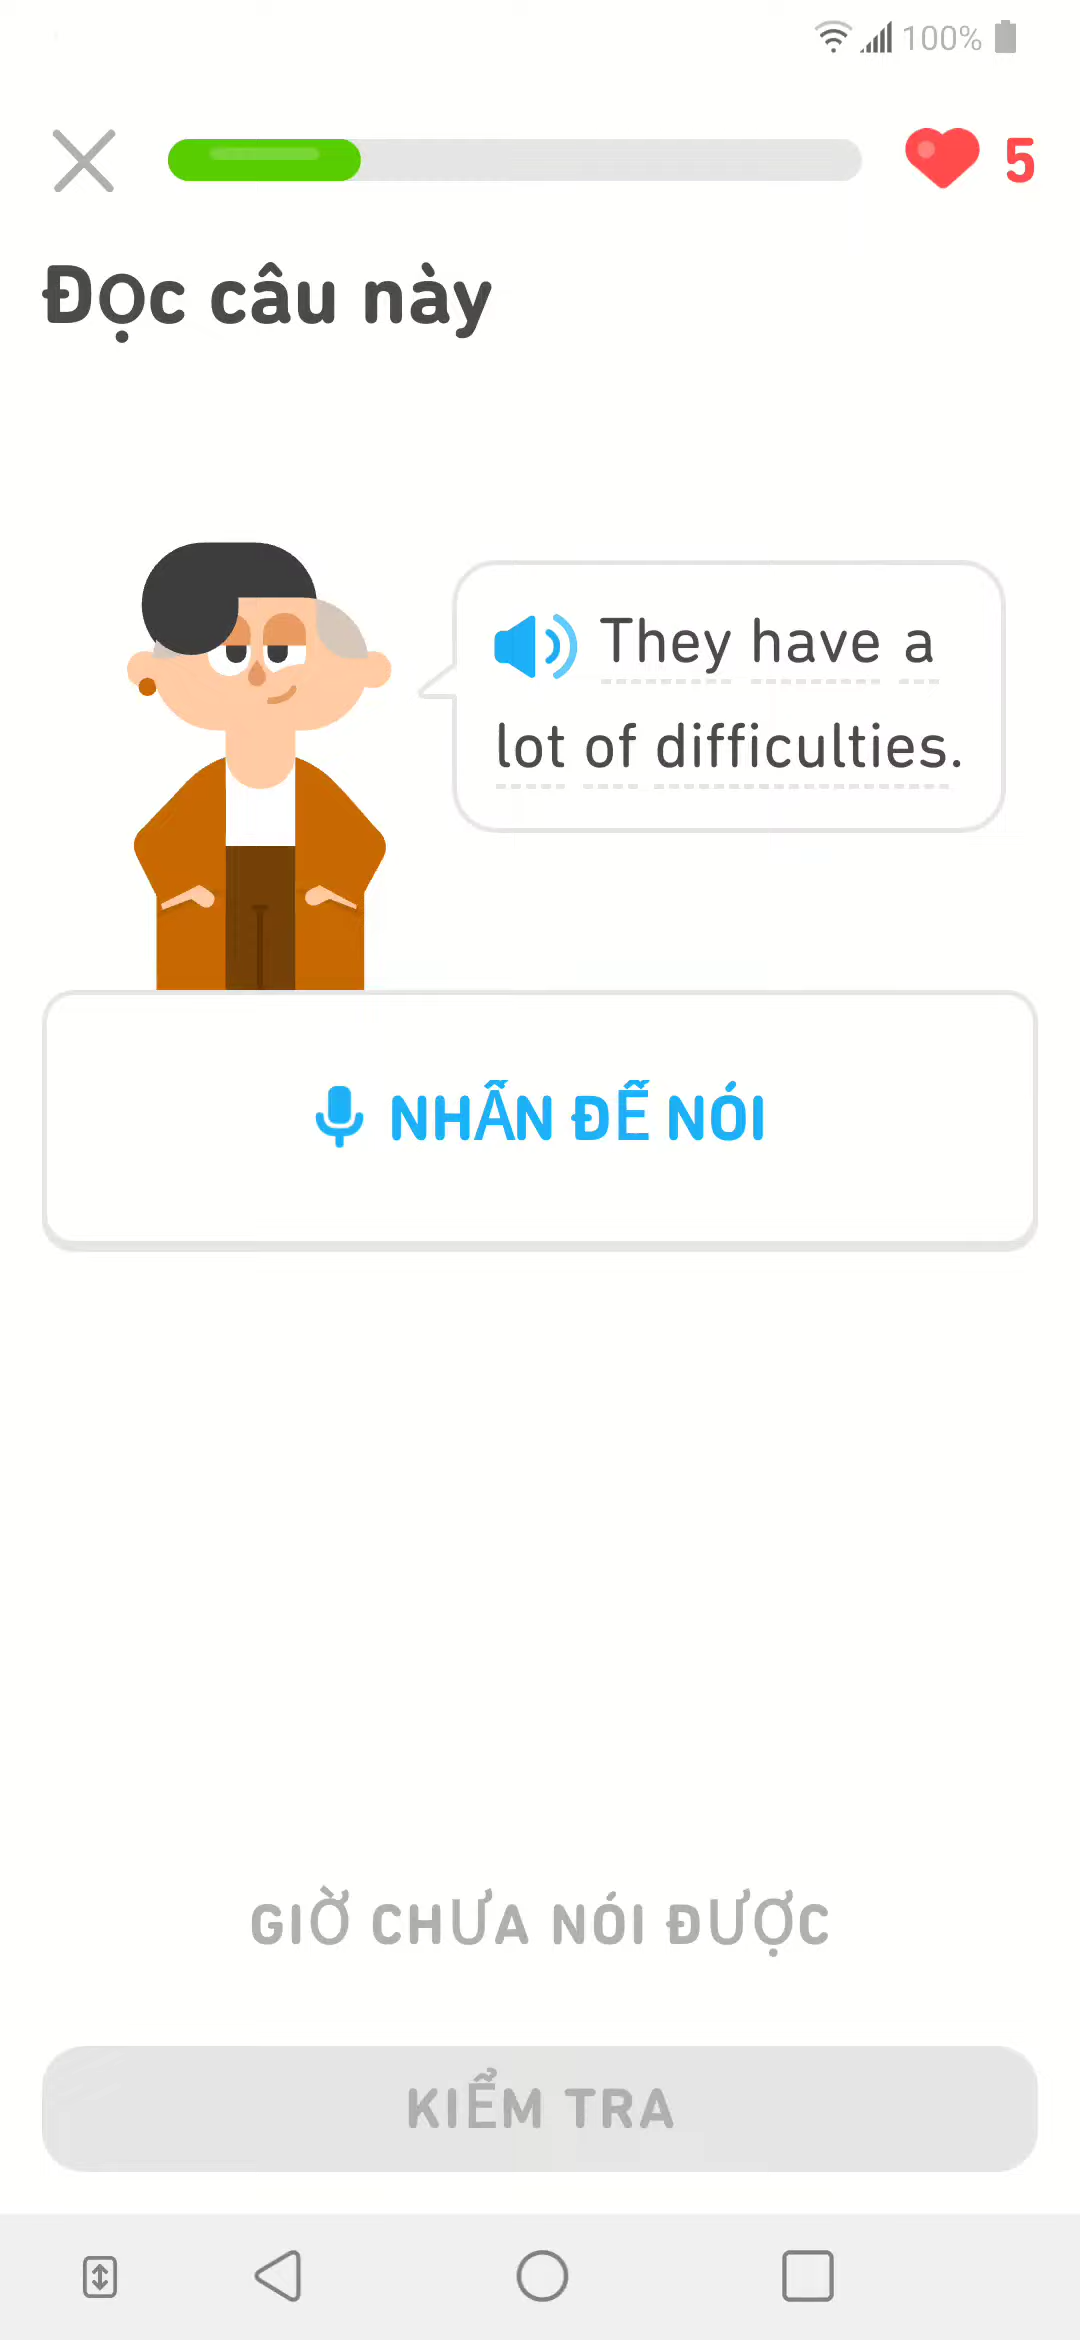 100%
5
Đọc câu này
They have a
lot of difficulties.
NHẤN ĐỂ NÓI
GIỜ CHƯA NÓI ĐƯỢC
KIỂM TRA